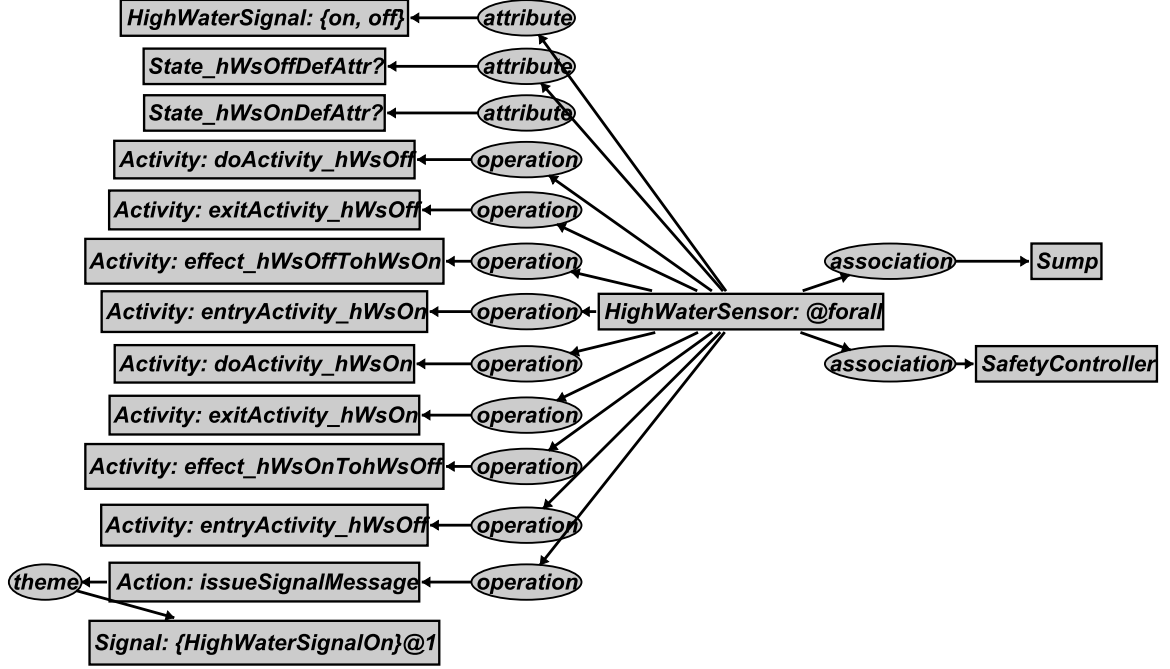 HighWaterSignal: {on, off} attribute
State_hWsOffDefAttr? attribute
State_hWsOnDefAttr? attribute
Activity: doActivity_hWsOff operation
Activity: exitActivity_hWsOff operation
Activity: effect_hWsOffTohWsOn operation association Sump
Activity: entryActivity_hWsOn operation HighWaterSensor: @forall
Activity: doActivity_hWsOn operation association SafetyController
Activity: exitActivity_hWsOn operation
Activity: effect_hWsOnTohWsOff operation
Activity: entryActivity_hWsOff operation
theme Action: issueSignalMessage operation
Signal: {HighWaterSignalOn}@1